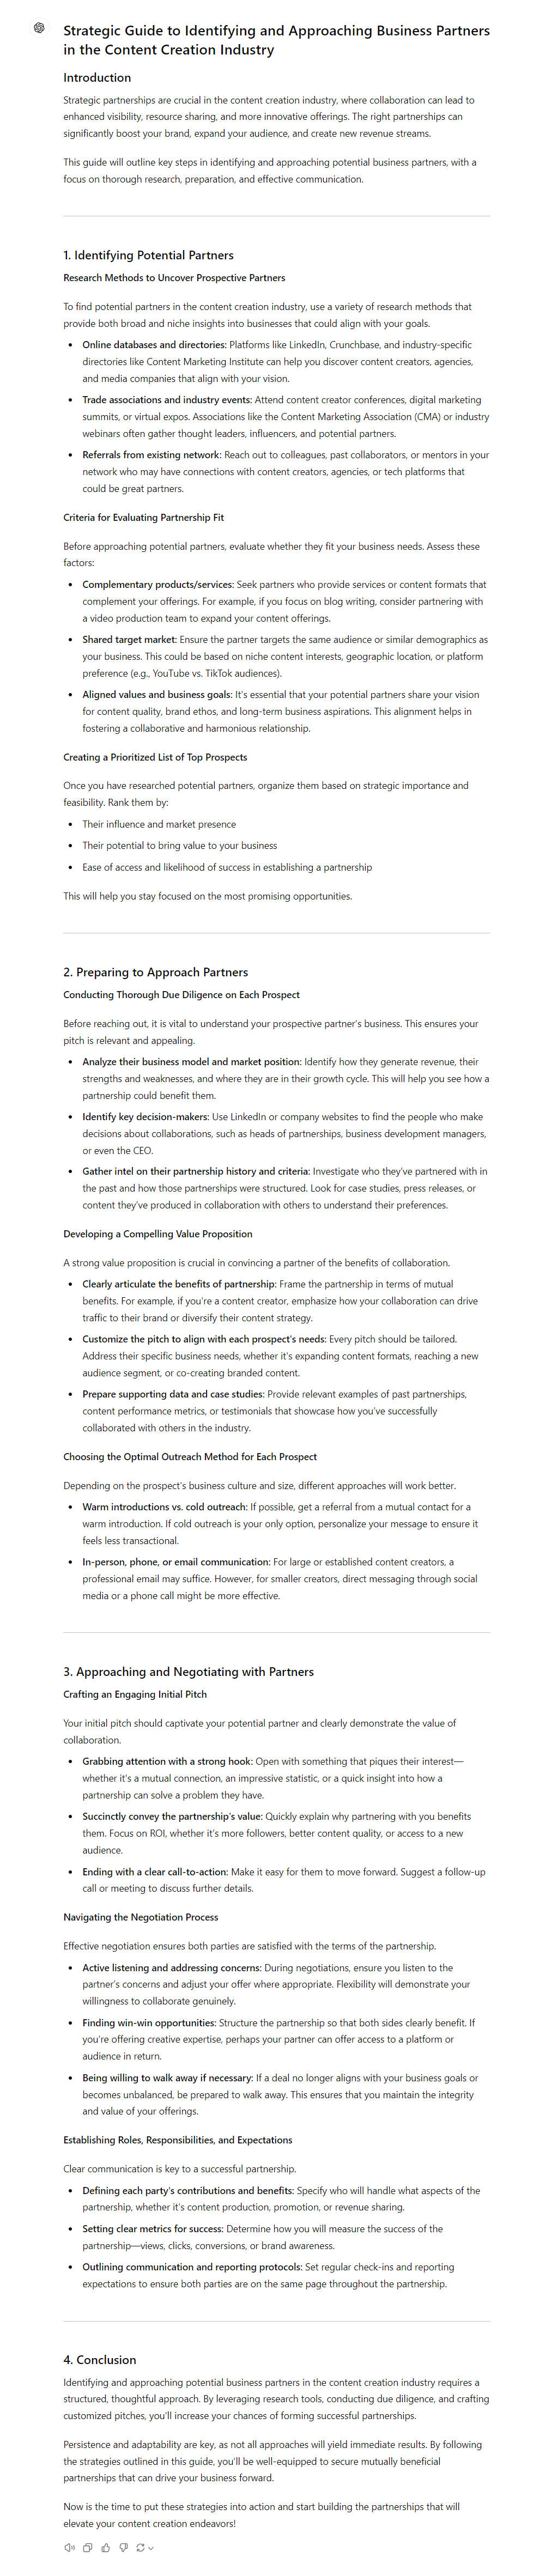 Strategic Guide to Identifying and Approaching Business Partners
in the Content Creation Industry
Introduction
Strategic partnerships are crucial in the content creation industry, where collaboration can lead to
enhanced visibility, resource sharing, and more innovative offerings. The right partnerships can
significantly boost your brand, expand your audience, and create new revenue streams.
This guide will outline key steps in identifying and approaching potential business partners, with a
focus on thorough research, preparation, and effective communication.
1. Identifying Potential Partners
Research Methods to Uncover Prospective Partners
To find potential partners in the content creation industry, use a variety of research methods that
provide both broad and niche insights into businesses that could align with your goals.
• Online databases and directories: Platforms like LinkedIn, Crunchbase, and industry-specific
directories like Content Marketing Institute can help you discover content creators, agencies,
and media companies that align with your vision.
• Trade associations and industry events: Attend content creator conferences, digital marketing
summits, or virtual expos. Associations like the Content Marketing Association (CMA) or industry
webinars often gather thought leaders, influencers, and potential partners.
• Referrals from existing network: Reach out to colleagues, past collaborators, or mentors in your
network who may have connections with content creators, agencies, or tech platforms that
could be great partners.
Criteria for Evaluating Partnership Fit
Before approaching potential partners, evaluate whether they fit your business needs. Assess these
factors:
• Complementary products/services: Seek partners who provide services or content formats that
complement your offerings. For example, if you focus on blog writing, consider partnering with
a video production team to expand your content offerings.
• Shared target market: Ensure the partner targets the same audience or similar demographics as
your business. This could be based on niche content interests, geographic location, or platform
preference (e.g., YouTube vs. TikTok audiences).
• Aligned values and business goals: It's essential that your potential partners share your vision
for content quality, brand ethos, and long-term business aspirations. This alignment helps in
fostering a collaborative and harmonious relationship.
Creating a Prioritized List of Top Prospects
Once you have researched potential partners, organize them based on strategic importance and
feasibility. Rank them by:
• Their influence and market presence
• Their potential to bring value to your business
• Ease of access and likelihood of success in establishing a partnership
This will help you stay focused on the most promising opportunities.
2. Preparing to Approach Partners
Conducting Thorough Due Diligence on Each Prospect
Before reaching out, it is vital to understand your prospective partner's business. This ensures your
pitch is relevant and appealing.
• Analyze their business model and market position: Identify how they generate revenue, their
strengths and weaknesses, and where they are in their growth cycle. This will help you see how a
partnership could benefit them.
• Identify key decision-makers: Use LinkedIn or company websites to find the people who make
decisions about collaborations, such as heads of partnerships, business development managers,
or even the CEO.
• Gather intel on their partnership history and criteria: Investigate who they've partnered with in
the past and how those partnerships were structured. Look for case studies, press releases, or
content they've produced in collaboration with others to understand their preferences.
Developing a Compelling Value Proposition
A strong value proposition is crucial in convincing a partner of the benefits of collaboration.
• Clearly articulate the benefits of partnership: Frame the partnership in terms of mutual
benefits. For example, if you're a content creator, emphasize how your collaboration can drive
traffic to their brand or diversify their content strategy.
• Customize the pitch to align with each prospect's needs: Every pitch should be tailored.
Address their specific business needs, whether it's expanding content formats, reaching a new
audience segment, or co-creating branded content.
• Prepare supporting data and case studies: Provide relevant examples of past partnerships,
content performance metrics, or testimonials that showcase how you've successfully
collaborated with others in the industry.
Choosing the Optimal Outreach Method for Each Prospect
Depending on the prospect's business culture and size, different approaches will work better.
• Warm introductions vs. cold outreach: If possible, get a referral from a mutual contact for a
warm introduction. If cold outreach is your only option, personalize your message to ensure it
feels less transactional.
• In-person, phone, or email communication: For large or established content creators, a
professional email may suffice. However, for smaller creators, direct messaging through social
media or a phone call might be more effective.
3. Approaching and Negotiating with Partners
Crafting an Engaging Initial Pitch
Your initial pitch should captivate your potential partner and clearly demonstrate the value of
collaboration.
• Grabbing attention with a strong hook: Open with something that piques their interest—
whether it's a mutual connection, an impressive statistic, or a quick insight into how a
partnership can solve a problem they have.
• Succinctly convey the partnership's value: Quickly explain why partnering with you benefits
them. Focus on ROI, whether it's more followers, better content quality, or access to a new
audience.
• Ending with a clear call-to-action: Make it easy for them to move forward. Suggest a follow-up
call or meeting to discuss further details.
Navigating the Negotiation Process
Effective negotiation ensures both parties are satisfied with the terms of the partnership.
• Active listening and addressing concerns: During negotiations, ensure you listen to the
partner's concerns and adjust your offer where appropriate. Flexibility will demonstrate your
willingness to collaborate genuinely.
• Finding win-win opportunities: Structure the partnership so that both sides clearly benefit. If
you're offering creative expertise, perhaps your partner can offer access to a platform or
audience in return.
• Being willing to walk away if necessary: If a deal no longer aligns with your business goals or
becomes unbalanced, be prepared to walk away. This ensures that you maintain the integrity
and value of your offerings.
Establishing Roles, Responsibilities, and Expectations
Clear communication is key to a successful partnership.
• Defining each party's contributions and benefits: Specify who will handle what aspects of the
partnership, whether it's content production, promotion, or revenue sharing.
• Setting clear metrics for success: Determine how you will measure the success of the
partnership—views, clicks, conversions, or brand awareness.
• Outlining communication and reporting protocols: Set regular check-ins and reporting
expectations to ensure both parties are on the same page throughout the partnership.
4. Conclusion
Identifying and approaching potential business partners in the content creation industry requires a
structured, thoughtful approach. By leveraging research tools, conducting due diligence, and crafting
customized pitches, you'll increase your chances of forming successful partnerships.
Persistence and adaptability are key, as not all approaches will yield immediate results. By following
the strategies outlined in this guide, you'll be well-equipped to secure mutually beneficial
partnerships that can drive your business forward.
Now is the time to put these strategies into action and start building the partnerships that will
elevate your content creation endeavors!